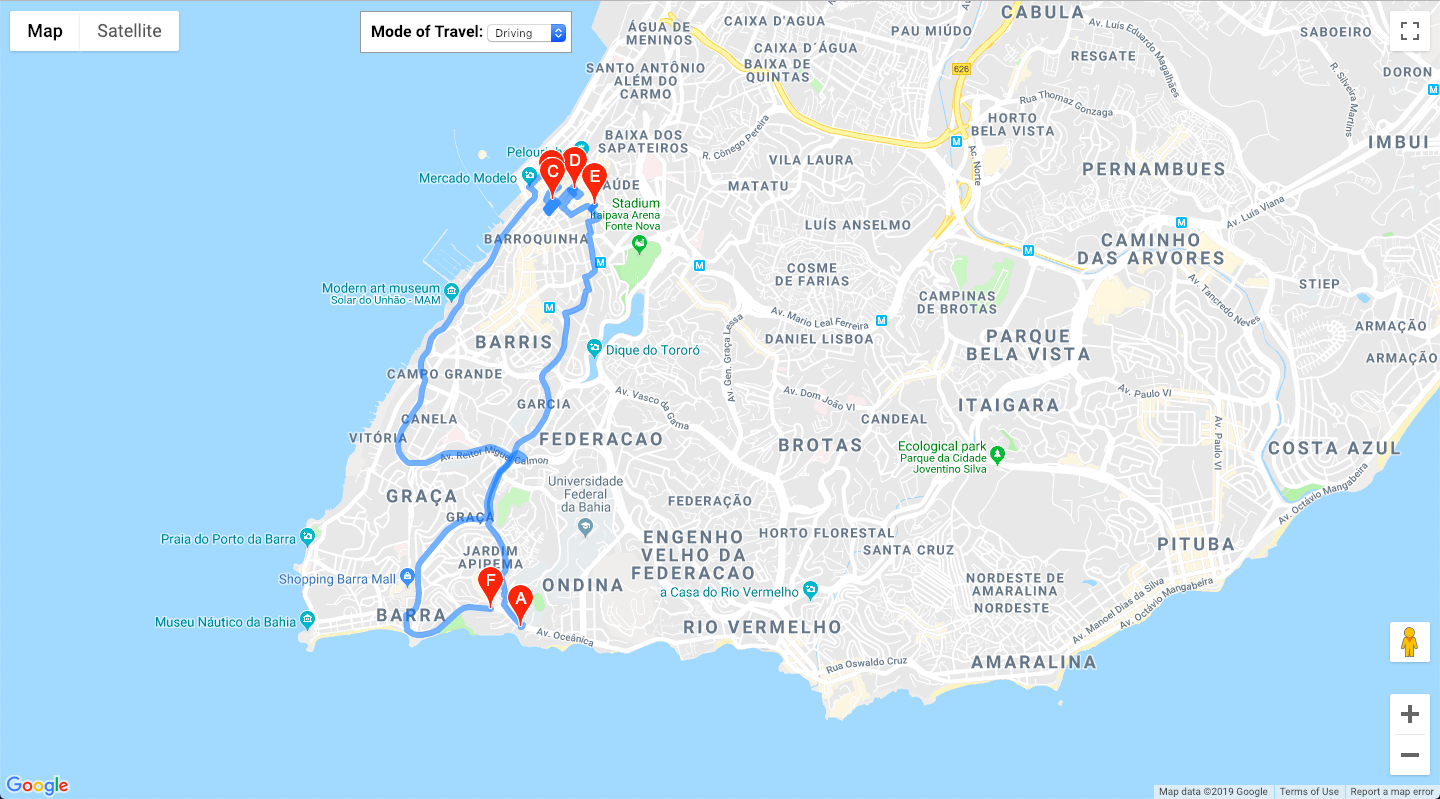 Map
Satellite
Mode of Travel:
Driving
ÁGUA DE
MENINOS
CAIXA D'AGUA
CABULA
PAU MIÚDO
Av. Luís Eduardo Magalhães
SABOEIRO
CAIXA D´ÁGUA
RESGATE
SANTO ANTÔNIO
ALÉM DO
CARMO
BAIXA DE
QUINTAS
626
DORON
R. Silveira Martins
Rua Thomaz Gonzaga
HORTO
BELA VISTA
BAIXA DOS
SAPATEIROS
R. Cônego Pereira
IMBUI
Pelourinh
VILA LAURA
Ac. Norte
PERNAMBUES
Mercado Modelo
C
D
E
AÚDE
MATATU
Stadium
Itaipava Arena
Fonte Nova
LUÍS ANSELMO
Av. Luis Viana
BARROQUINHA
CAMINHO
DAS ARVORES
COSME
DE FARIAS
Modern art museum
Solar do Unhão - MAM
CAMPINAS
DE BROTAS
STIEP
Av. Tancredo Neves
Av. Mario Leal Ferreira
ARMAÇÃO
BARRIS
Dique do Tororó
Av. Gen. Graça Lessa
DANIEL LISBOA
PARQUE
BELA VISTA
ARMAÇÃO
CAMPO GRANDE
Av. Vasco da Gama
Av. Dom João VI
Av. Paulo VI
GARCIA
CANELA
CANDEAL
ITAIGARA
VITÓRIA
FEDERACAO
BROTAS
Ecological park
Parque da Cidade
Joventino Silva
Av. Paulo VI
COSTA AZUL
Av. Reitor Miguel Calmon
GRAÇA
Universidade
Federal
da Bahia
FEDERAÇÃO
Av. Octávio Mangabeira
GRAÇA
Praia do Porto da Barra
ENGENHO
VELHO DA
FEDERACAO
HORTO FLORESTAL
SANTA CRUZ
PITUBA
JARDIM
APIPEMA
Shopping Barra Mall
F
ONDINA
a Casa do Rio Vermelho
NORDESTE DE
AMARALINA
NORDESTE
A
BARRA
Museu Náutico da Bahia
Av. Oceânica
RIO VERMELHO
Av. Manoel Dias da Silva
Av. Octávio Mangabeira
Rua Oswaldo Cruz
AMARALINA
Google
Map data ©2019 Google
Terms of Use
Report a map error